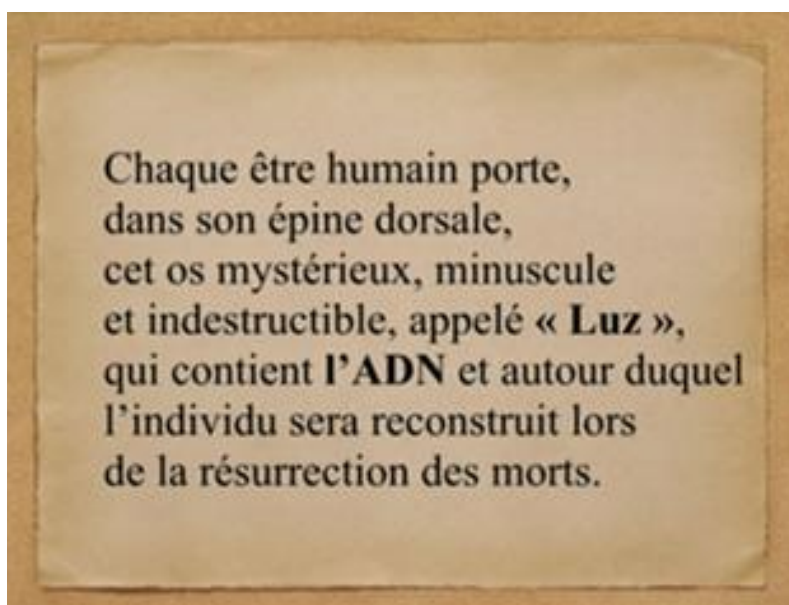 Chaque être humain porte,
dans son épine dorsale,
cet os mystérieux, minuscule
et indestructible, appelé « Luz »,
qui contient l’ADN et autour duquel
l’individu sera reconstruit lors
de la résurrection des morts.